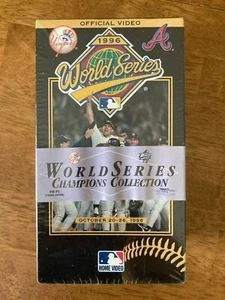 OFFICIAL VIDEO
1996
World Series
WORLD SERIES
CHAMPIONS COLLECTION
OCTOBER 20-26, 1996
HOME VIDEO